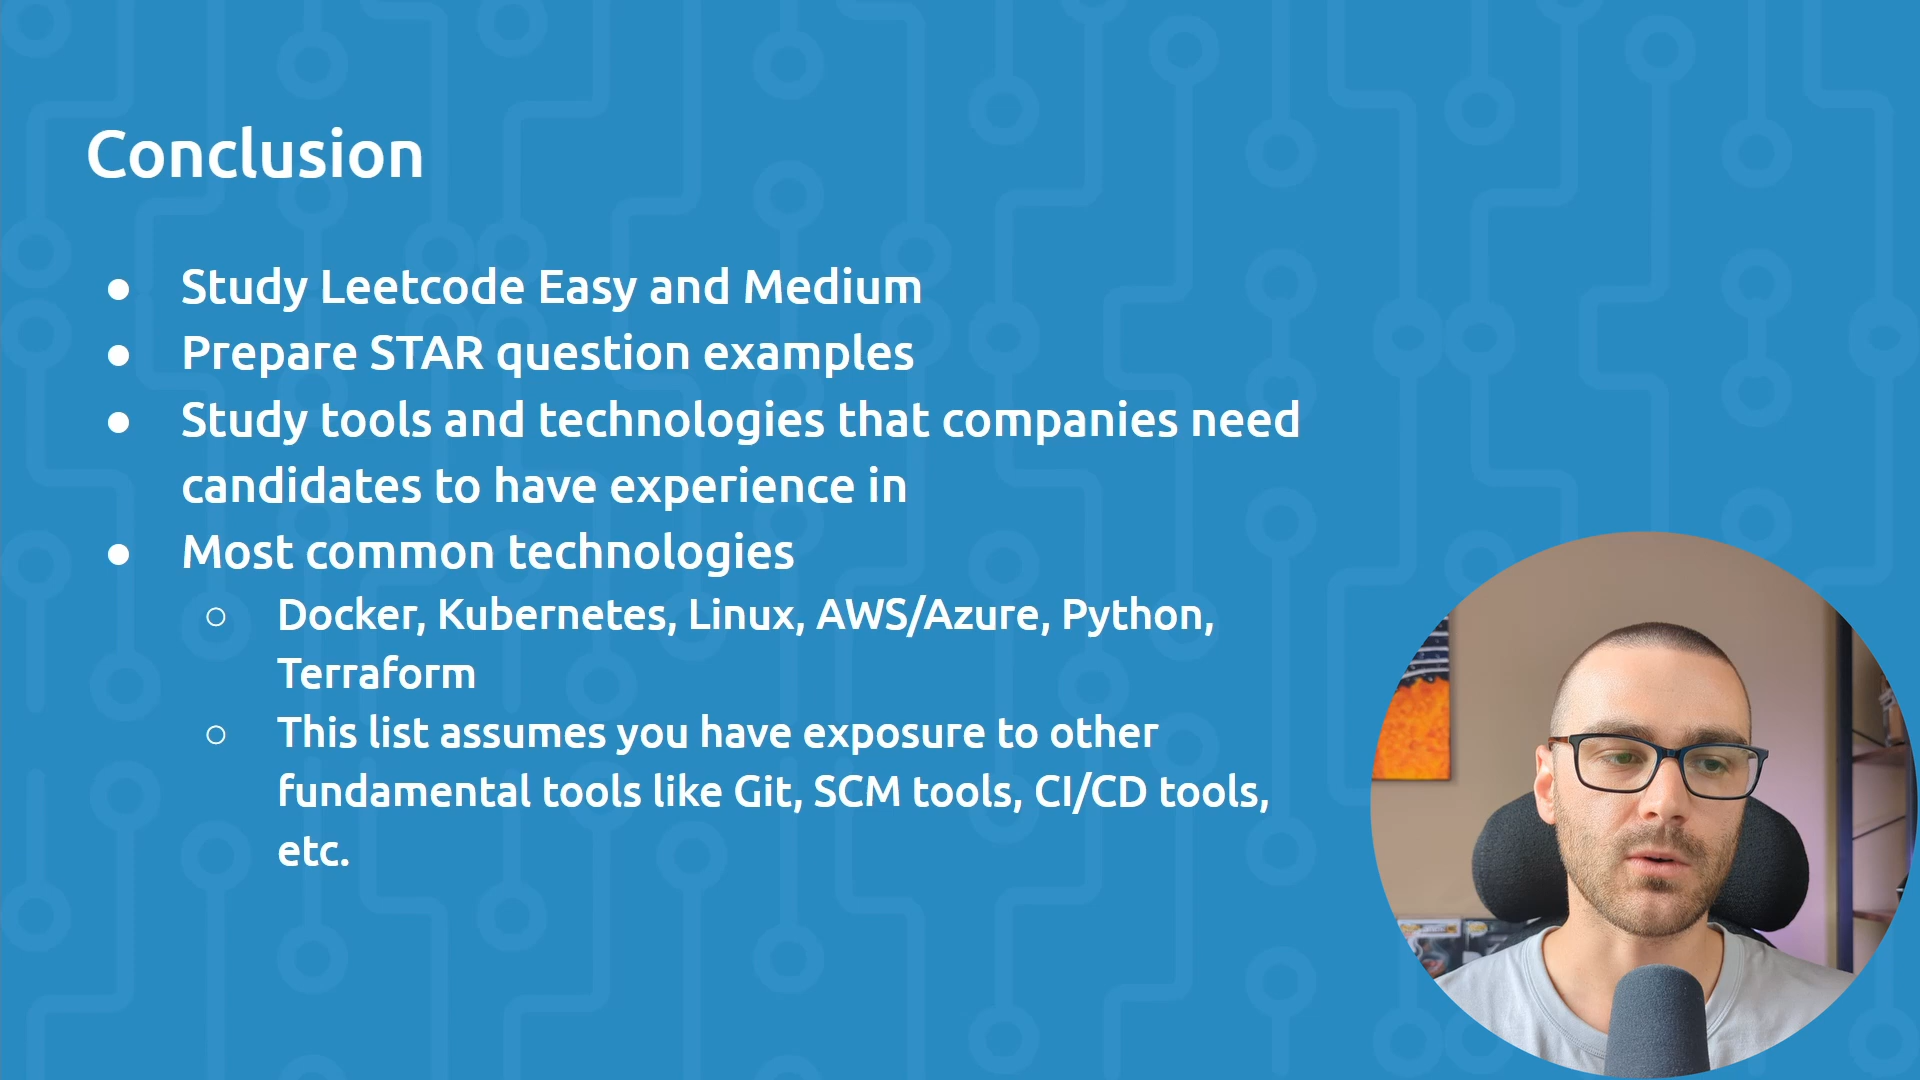 Conclusion
● Study Leetcode Easy and Medium
● Prepare STAR question examples
● Study tools and technologies that companies need
candidates to have experience in
● Most common technologies
○ Docker, Kubernetes, Linux, AWS/Azure, Python,
Terraform
○ This list assumes you have exposure to other
fundamental tools like Git, SCM tools, CI/CD tools,
etc.